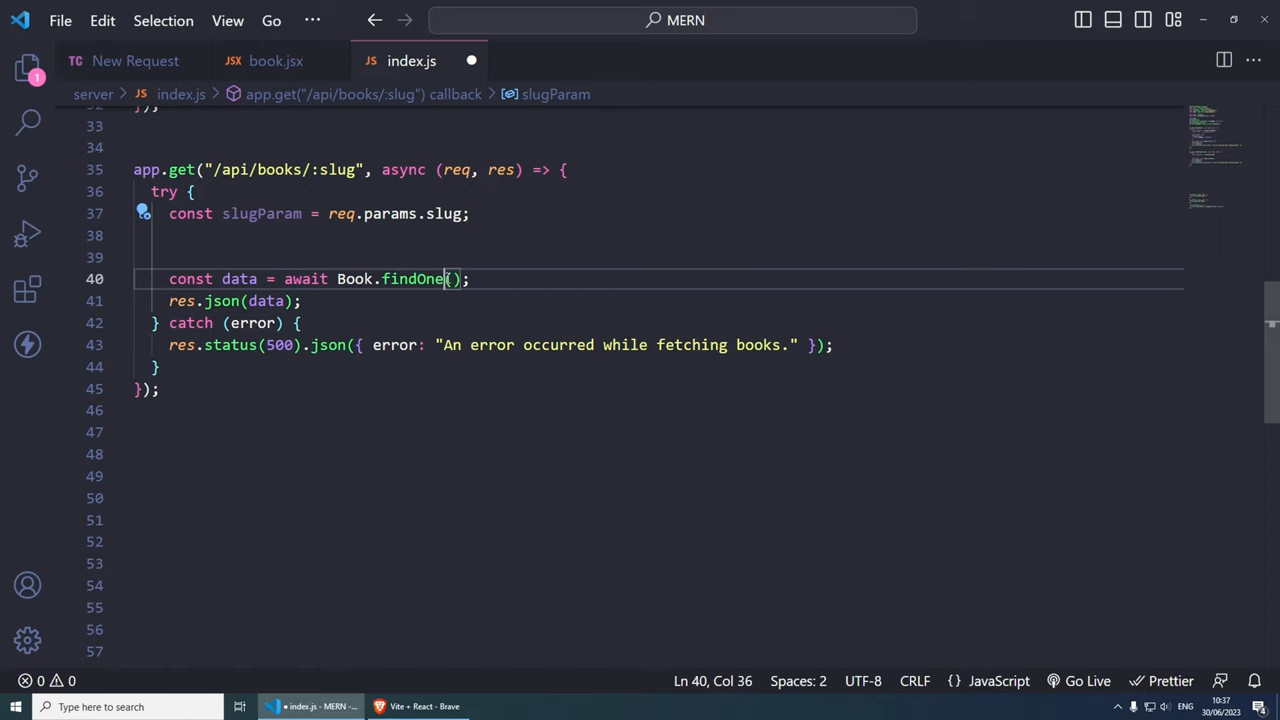 File Edit Selection View Go ··· MERN
TC New Request JSX book.jsx JS index.js
server > JS index.js > app.get("/api/books/:slug") callback > slugParam
32 });
33
34
35 app.get("/api/books/:slug", async (req, res) => {
36 try {
37 const slugParam = req.params.slug;
38
39
40 const data = await Book.findOne();
41 res.json(data);
42 } catch (error) {
43 res.status(500).json({ error: "An error occurred while fetching books." });
44 }
45 });
46
47
48
49
50
51
52
53
54
55
56
57
1
0 0 Ln 40, Col 36 Spaces: 2 UTF-8 CRLF {} JavaScript Go Live Prettier
Type here to search index.js - MERN -... Vite + React - Brave ENG 10:37
30/06/2023 4